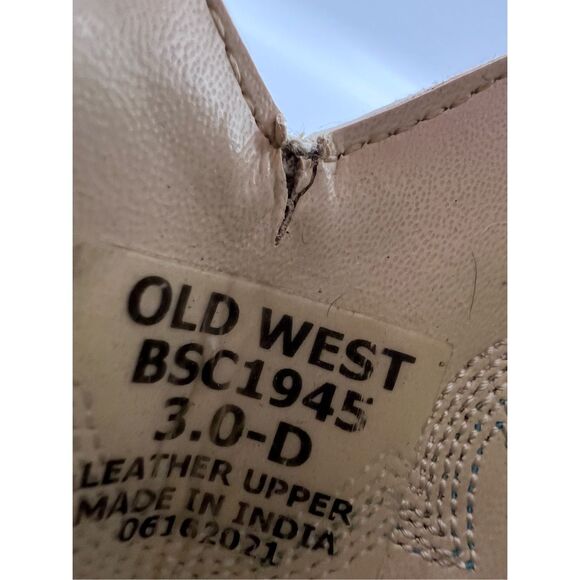 OLD WEST
BSC1945
3.0-D
LEATHER UPPER
MADE IN INDIA
06162021